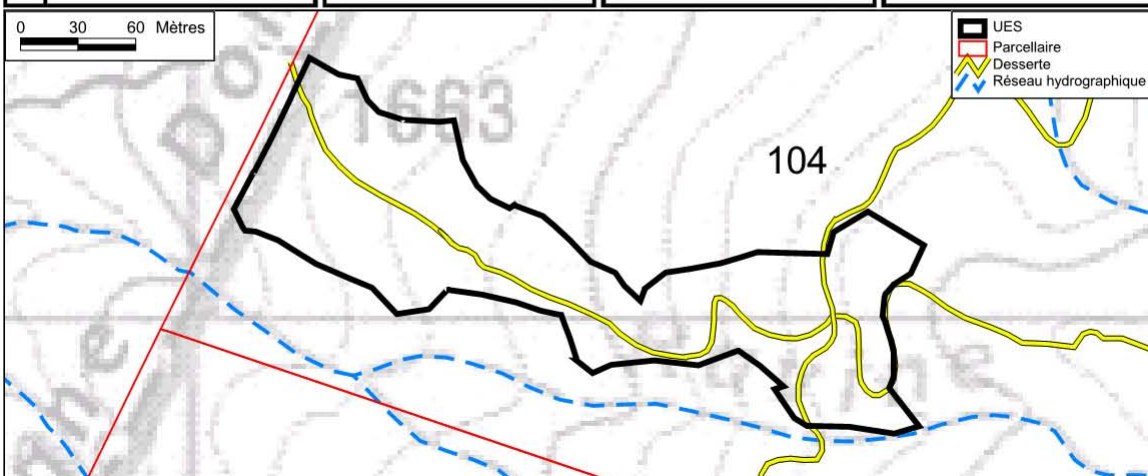 0 30 60 Mètres
UES
Parcellaire
Desserte
Réseau hydrographique
1663
104